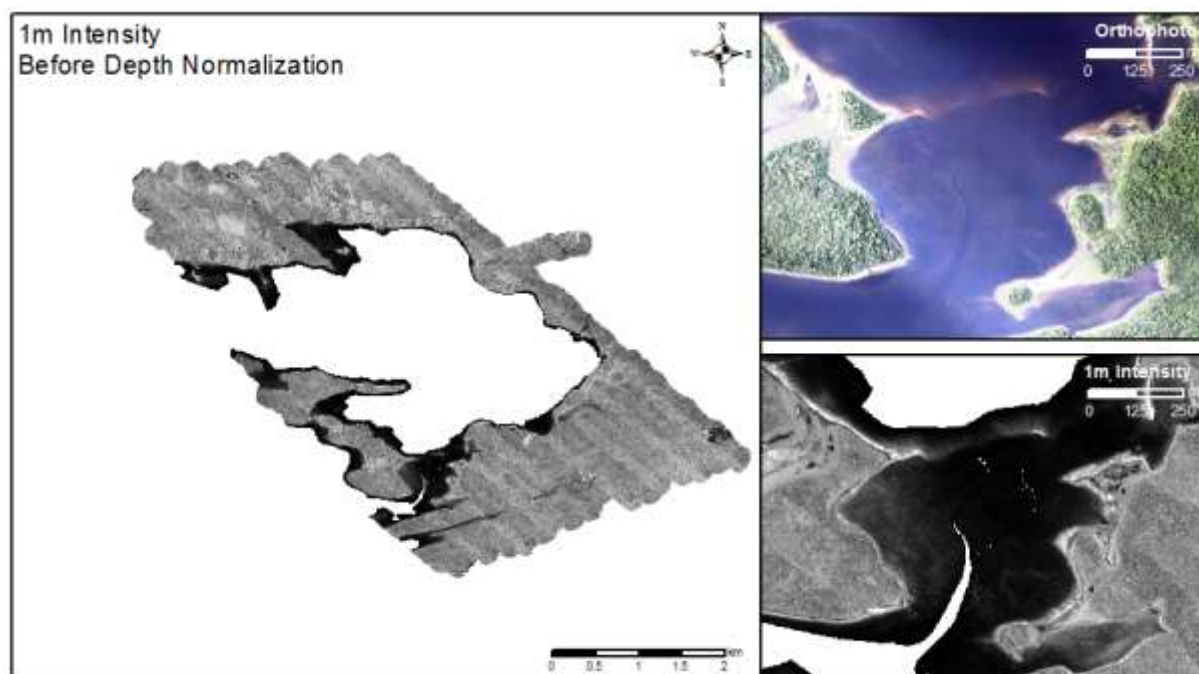 1m Intensity
Before Depth Normalization
N
W E
S
km
0 0.5 1 1.5 2
Orthophoto
0 125 250
1m Intensity
0 125 250